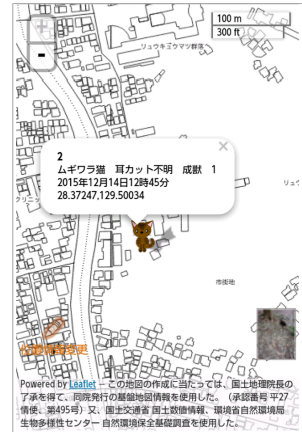 100 m
300 ft
リュウキュウマツ群落
-
×
2
ムギワラ猫 耳カット不明 成獣 1
2015年12月14日12時45分
28.37247,129.50034
クリニッ
リュウ
市街地
Powered by Leaflet — この地図の作成に当たっては、国土地理院長の
了承を得て、同院発行の基盤地図情報を使用した。（承認番号 平27
情使、第495号）又、国土交通省 国土数値情報、環境省自然環境局
生物多様性センター 自然環境保全基礎調査を使用した。